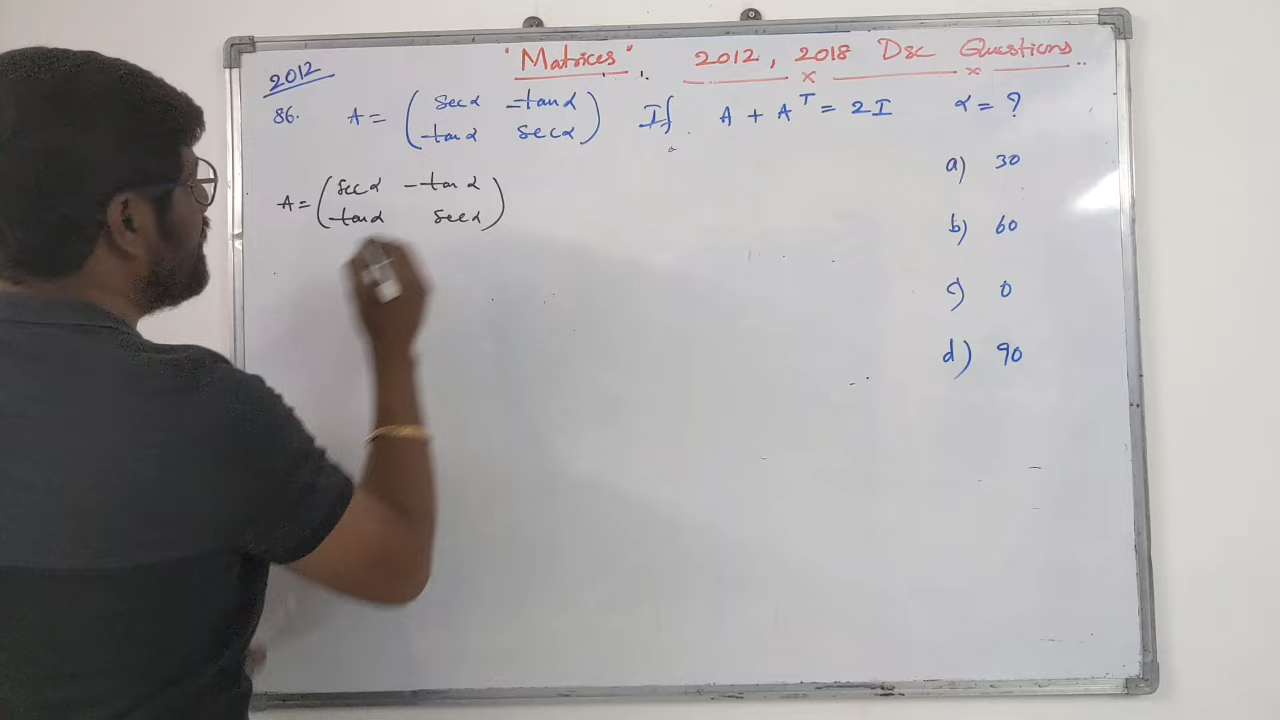 "Matrices". 2012, 2018 Dsc Questions
2012
86. A = ( secα -tanα If A + Aᵀ = 2I α = ?
tanα secα )
a) 30
A = ( secα -tanα
tanα secα )
b) 60
c) 0
d) 90